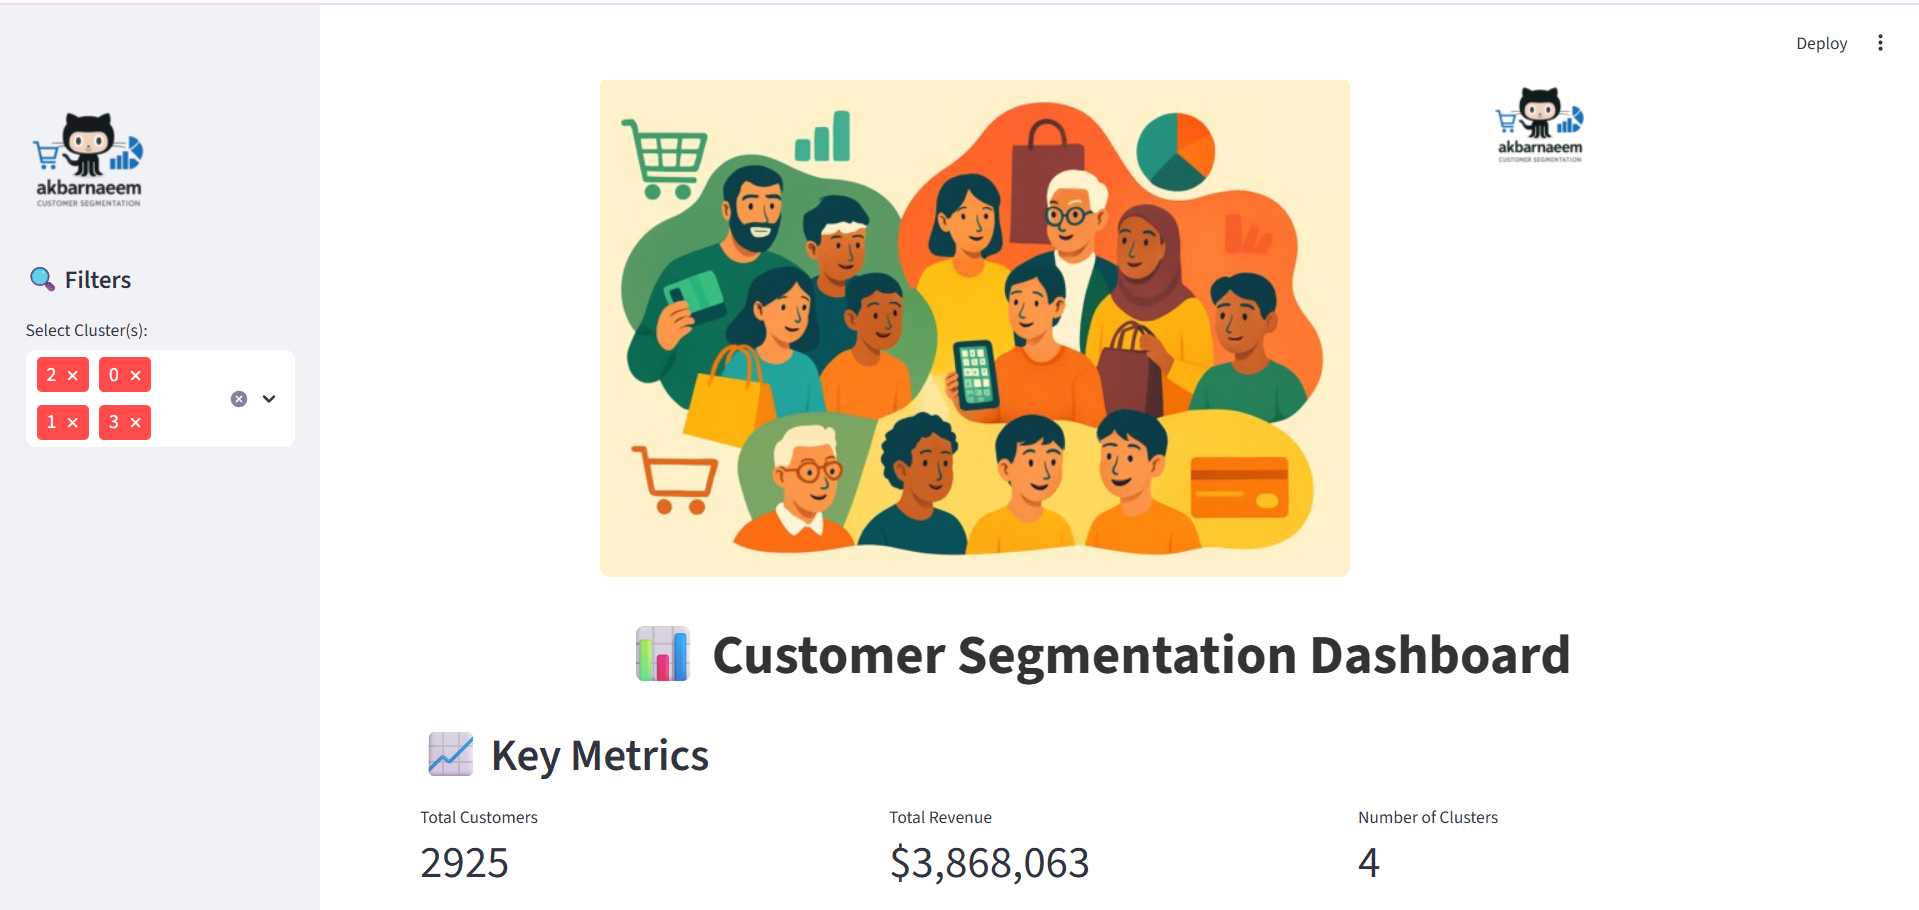 Deploy
akbarnaeem
CUSTOMER SEGMENTATION
Filters
Select Cluster(s):
2 × 0 ×
1 × 3 ×
akbarnaeem
CUSTOMER SEGMENTATION
Customer Segmentation Dashboard
Key Metrics
Total Customers
2925
Total Revenue
$3,868,063
Number of Clusters
4